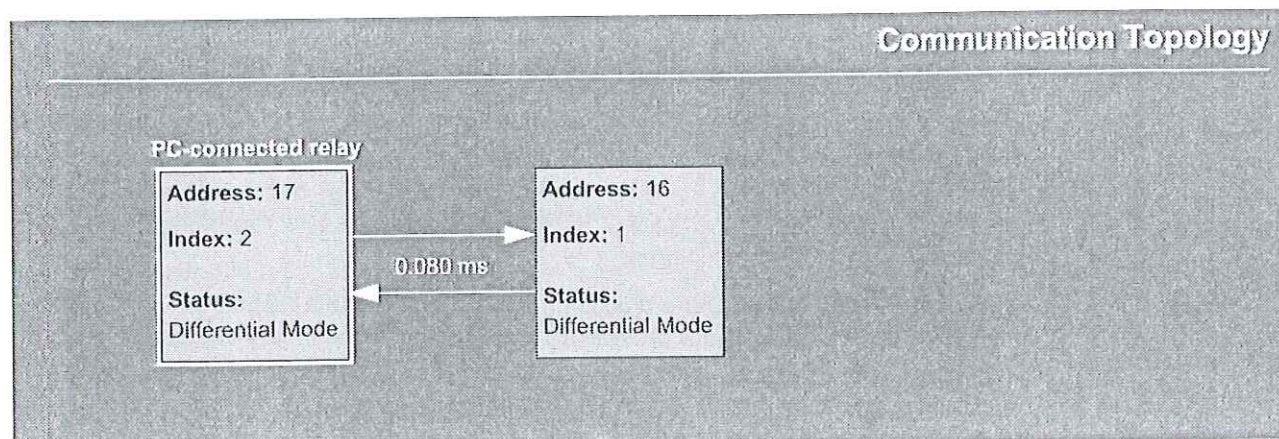 Communication Topology
PC-connected relay
Address: 17
Index: 2
Status:
Differential Mode
0.080 ms
Address: 16
Index: 1
Status:
Differential Mode